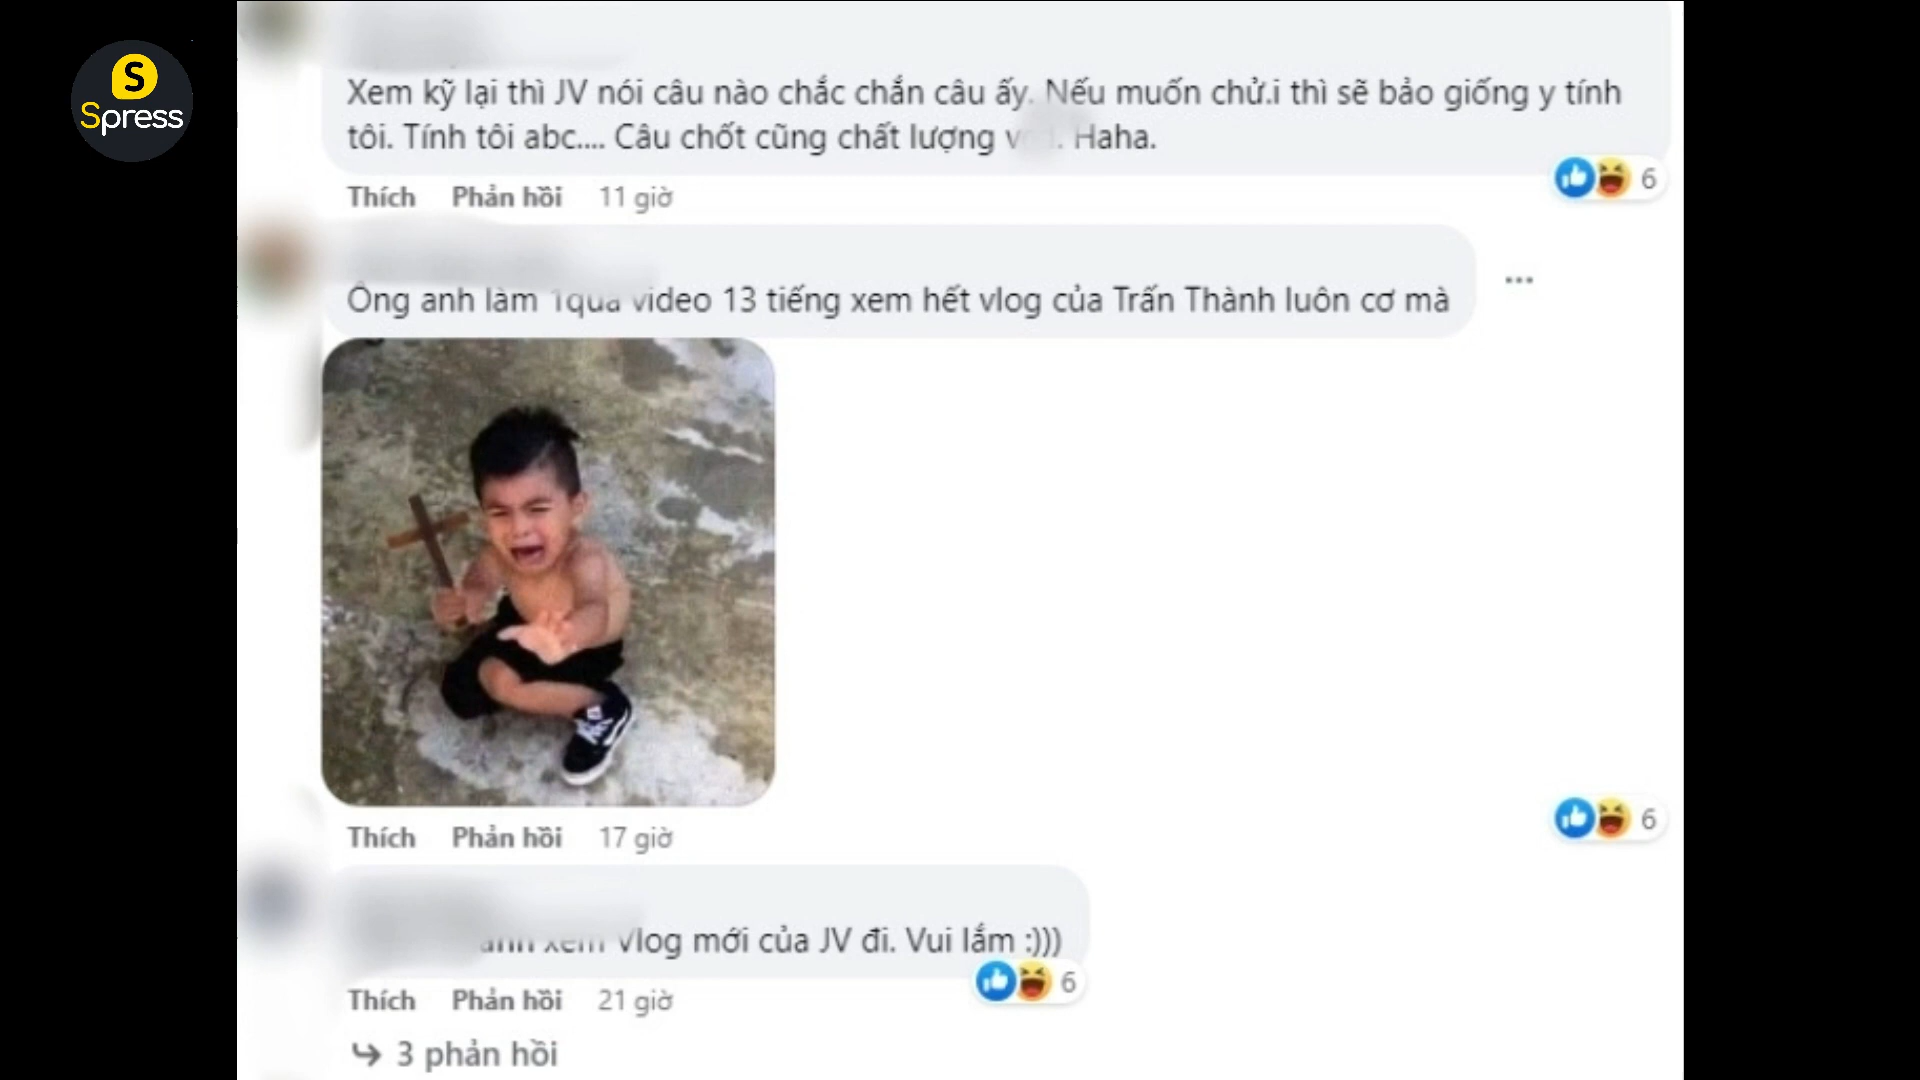 S
Spress
Xem kỹ lại thì JV nói câu nào chắc chắn câu ấy. Nếu muốn chử.i thì sẽ bảo giống y tính
tôi. Tính tôi abc.... Câu chốt cũng chất lượng . Haha.
Thích Phản hồi 11 giờ
6
Ông anh làm 1quả video 13 tiếng xem hết vlog của Trấn Thành luôn cơ mà
...
Thích Phản hồi 17 giờ
6
anh xem Vlog mới của JV đi. Vui lắm :)))
6
Thích Phản hồi 21 giờ
3 phản hồi